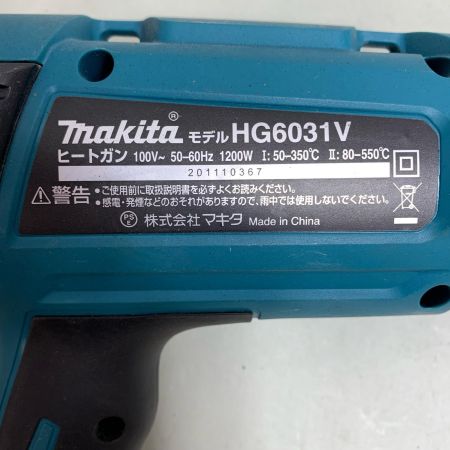 makita® モデル HG6031V
ヒートガン 100V~ 50-60Hz 1200W I:50-350℃ II:80-550℃
201110367
⚠警告 •ご使用前に取扱説明書を必ずよくお読みください。
•感電・発煙などのおそれがありますので、雨中では使用しないでください。
PSE 株式会社 マキタ Made in China